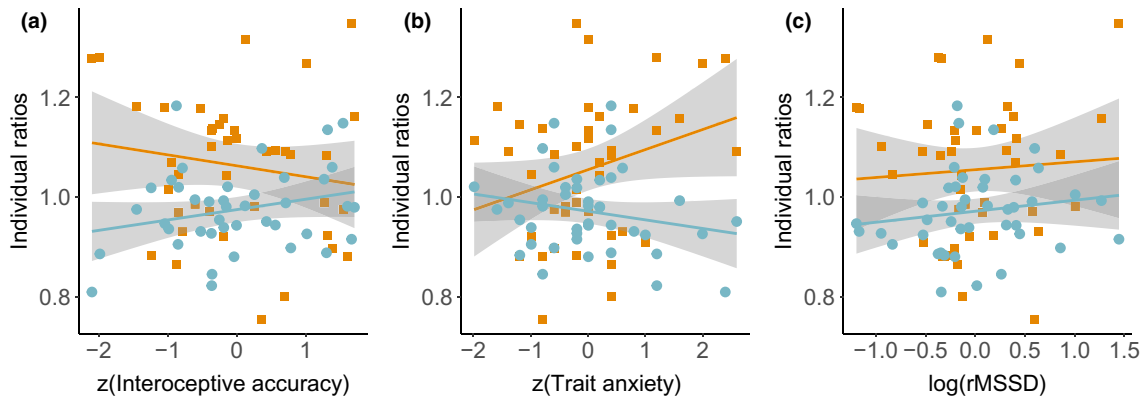 (a)
Individual ratios
1.2
1.0
0.8
−2 −1 0 1
z(Interoceptive accuracy)
(b)
Individual ratios
1.2
1.0
0.8
−2 −1 0 1 2
z(Trait anxiety)
(c)
Individual ratios
1.2
1.0
0.8
−1.0 −0.5 0.0 0.5 1.0 1.5
log(rMSSD)